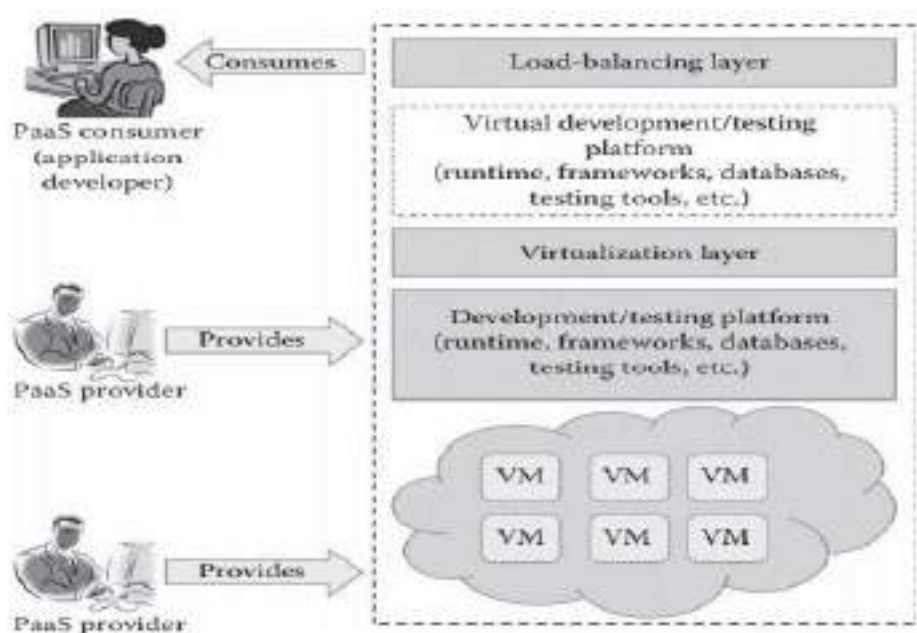 Consumes
PaaS consumer
(application
developer)
Load-balancing layer
Virtual development/testing
platform
(runtime, frameworks, databases,
testing tools, etc.)
Virtualization layer
Provides
PaaS provider
Development/testing platform
(runtime, frameworks, databases,
testing tools, etc.)
VM VM VM
VM VM VM
Provides
PaaS provider